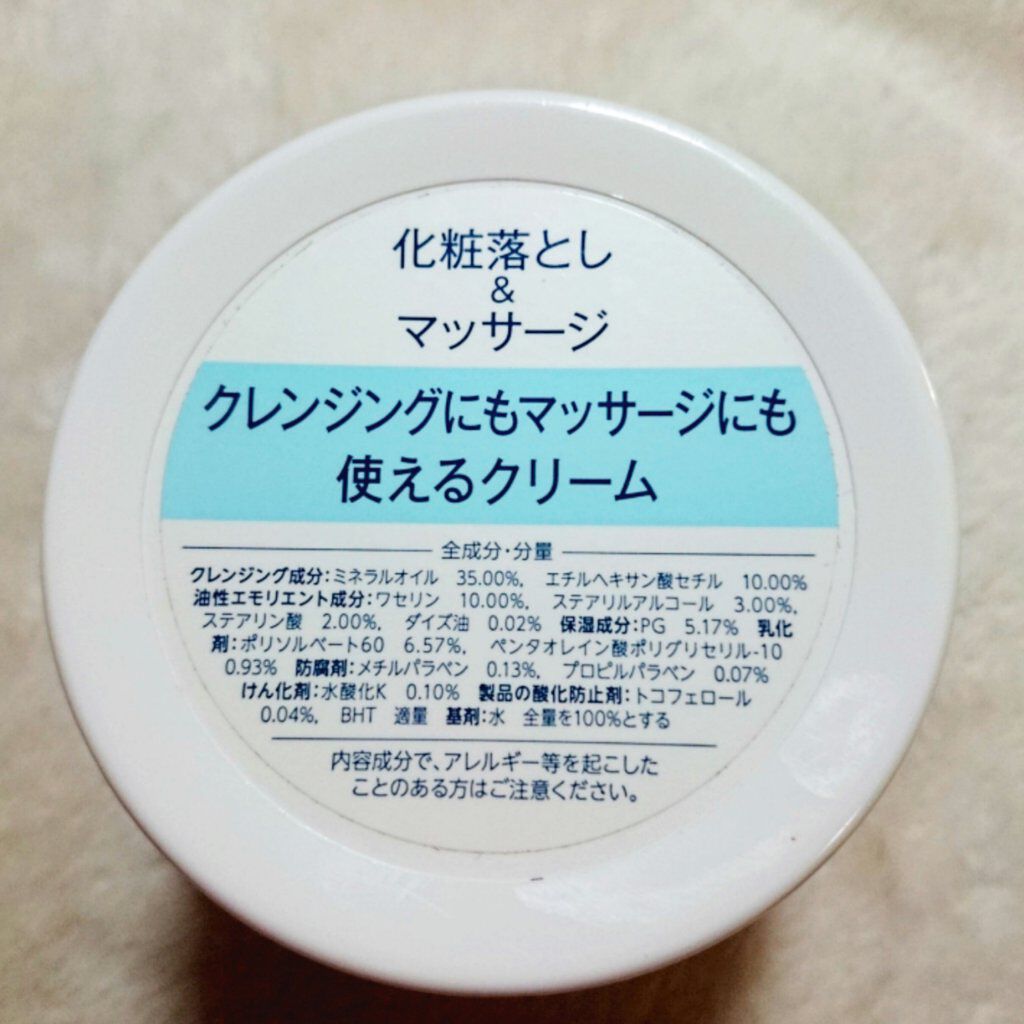 化粧落とし
&
マッサージ
クレンジングにもマッサージにも
使えるクリーム
全成分・分量
クレンジング成分:ミネラルオイル 35.00%, エチルヘキサン酸セチル 10.00%
油性エモリエント成分:ワセリン 10.00%, ステアリルアルコール 3.00%,
ステアリン酸 2.00%, ダイズ油 0.02% 保湿成分:PG 5.17% 乳化
剤:ポリソルベート60 6.57%, ペンタオレイン酸ポリグリセリル-10
0.93% 防腐剤:メチルパラベン 0.13%, プロピルパラベン 0.07%
けん化剤:水酸化K 0.10% 製品の酸化防止剤:トコフェロール
0.04%, BHT 適量 基剤:水 全量を100%とする
内容成分で、アレルギー等を起こした
ことのある方はご注意ください。